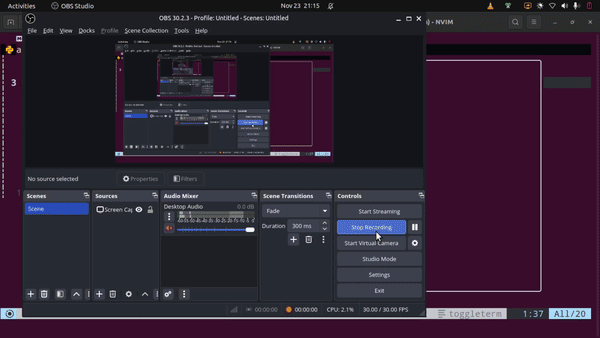 Activities OBS Studio Nov 23 21:15
OBS 30.2.3 - Profile: Untitled - Scenes: Untitled
) - NVIM
File Edit View Docks Profile Scene Collection Tools Help
a
3
No source selected Properties Filters
Scenes Sources Audio Mixer Scene Transitions Controls
Scene
Screen Cap
Desktop Audio 0.0 dB
Fade
Duration 300 ms
Start Streaming
Stop Recording
Start Virtual Camera
Studio Mode
Settings
Exit
00:00:00 00:00:00 CPU: 2.1% 30.00 / 30.00 FPS
toggleterm 1:37 All/20